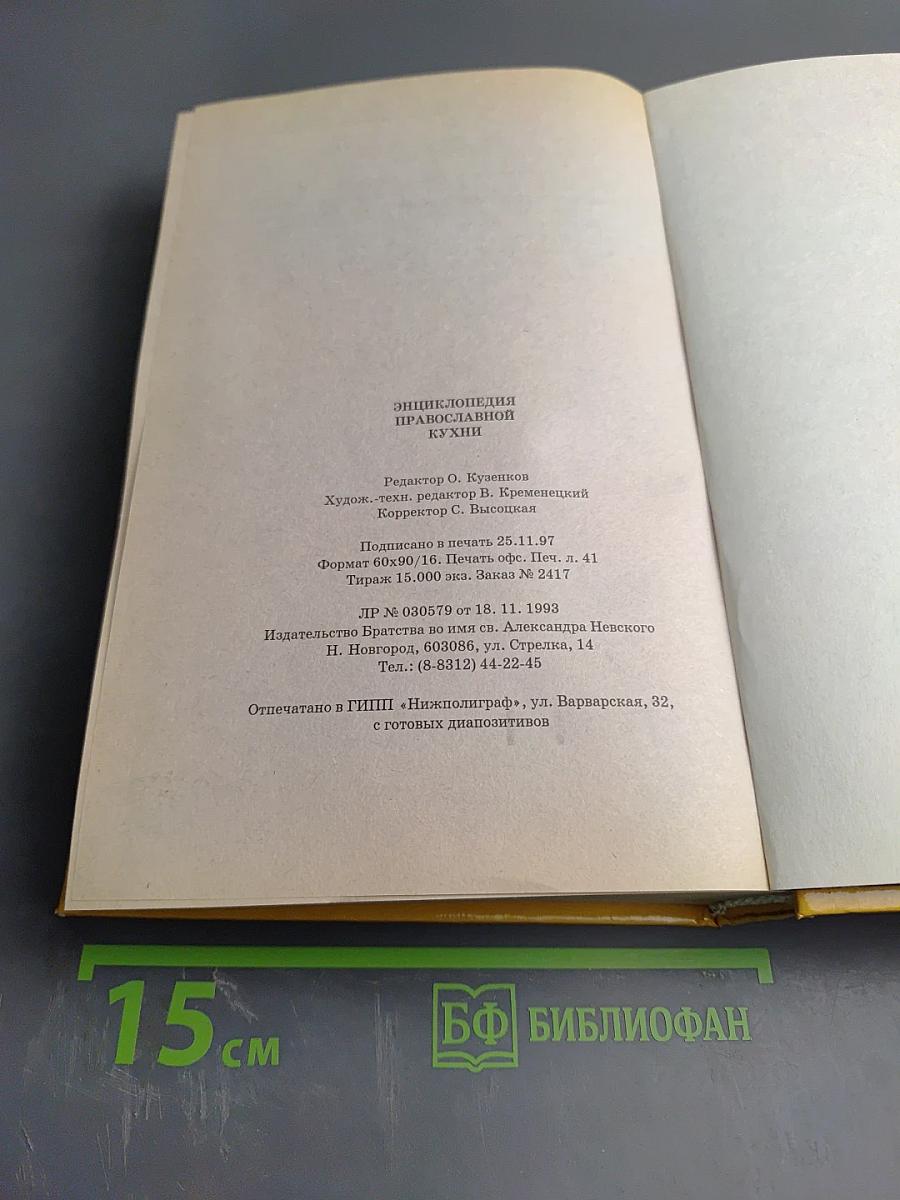 ЭНЦИКЛОПЕДИЯ
ПРАВОСЛАВНОЙ
КУХНИ
Редактор О. Кузенков
Худож.-техн. редактор В. Кременецкий
Корректор С. Высоцкая
Подписано в печать 25.11.97
Формат 60х90/16. Печать офс. Печ. л. 41
Тираж 15.000 экз. Заказ № 2417
ЛР № 030579 от 18. 11. 1993
Издательство Братства во имя св. Александра Невского
Н. Новгород, 603086, ул. Стрелка, 14
Тел.: (8-8312) 44-22-45
Отпечатано в ГИПП «Нижполиграф», ул. Варварская, 32,
с готовых диапозитивов
15 см
БФ БИБЛИОФАН